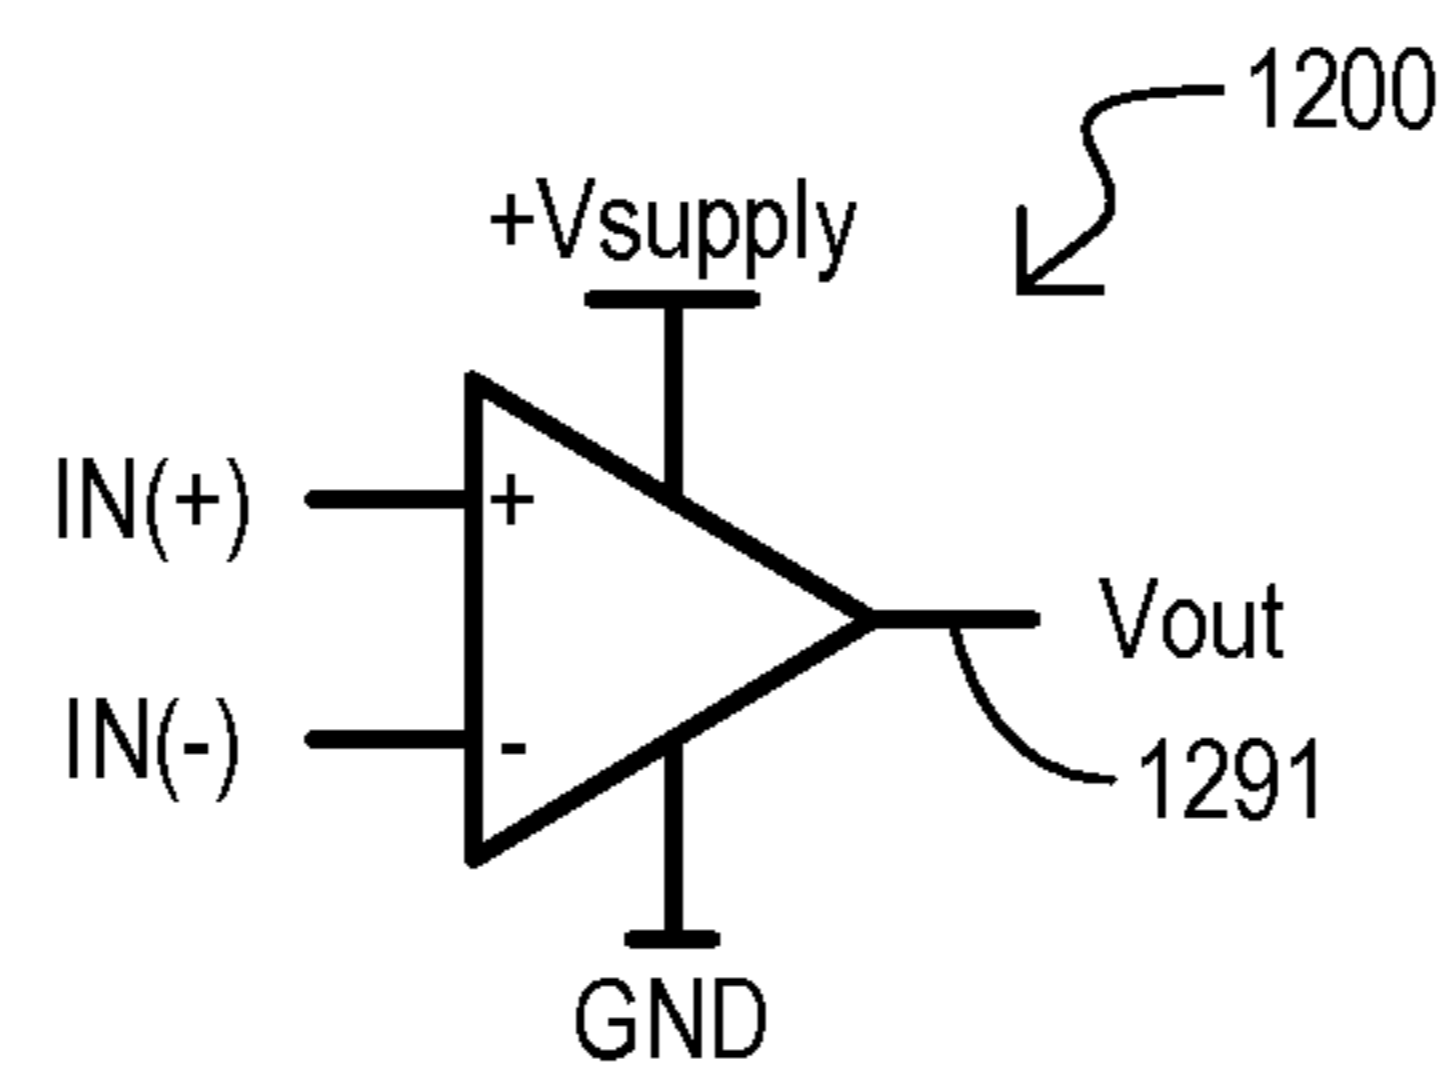 1200
+Vsupply
IN(+)
+
Vout
IN(-)
-
1291
GND